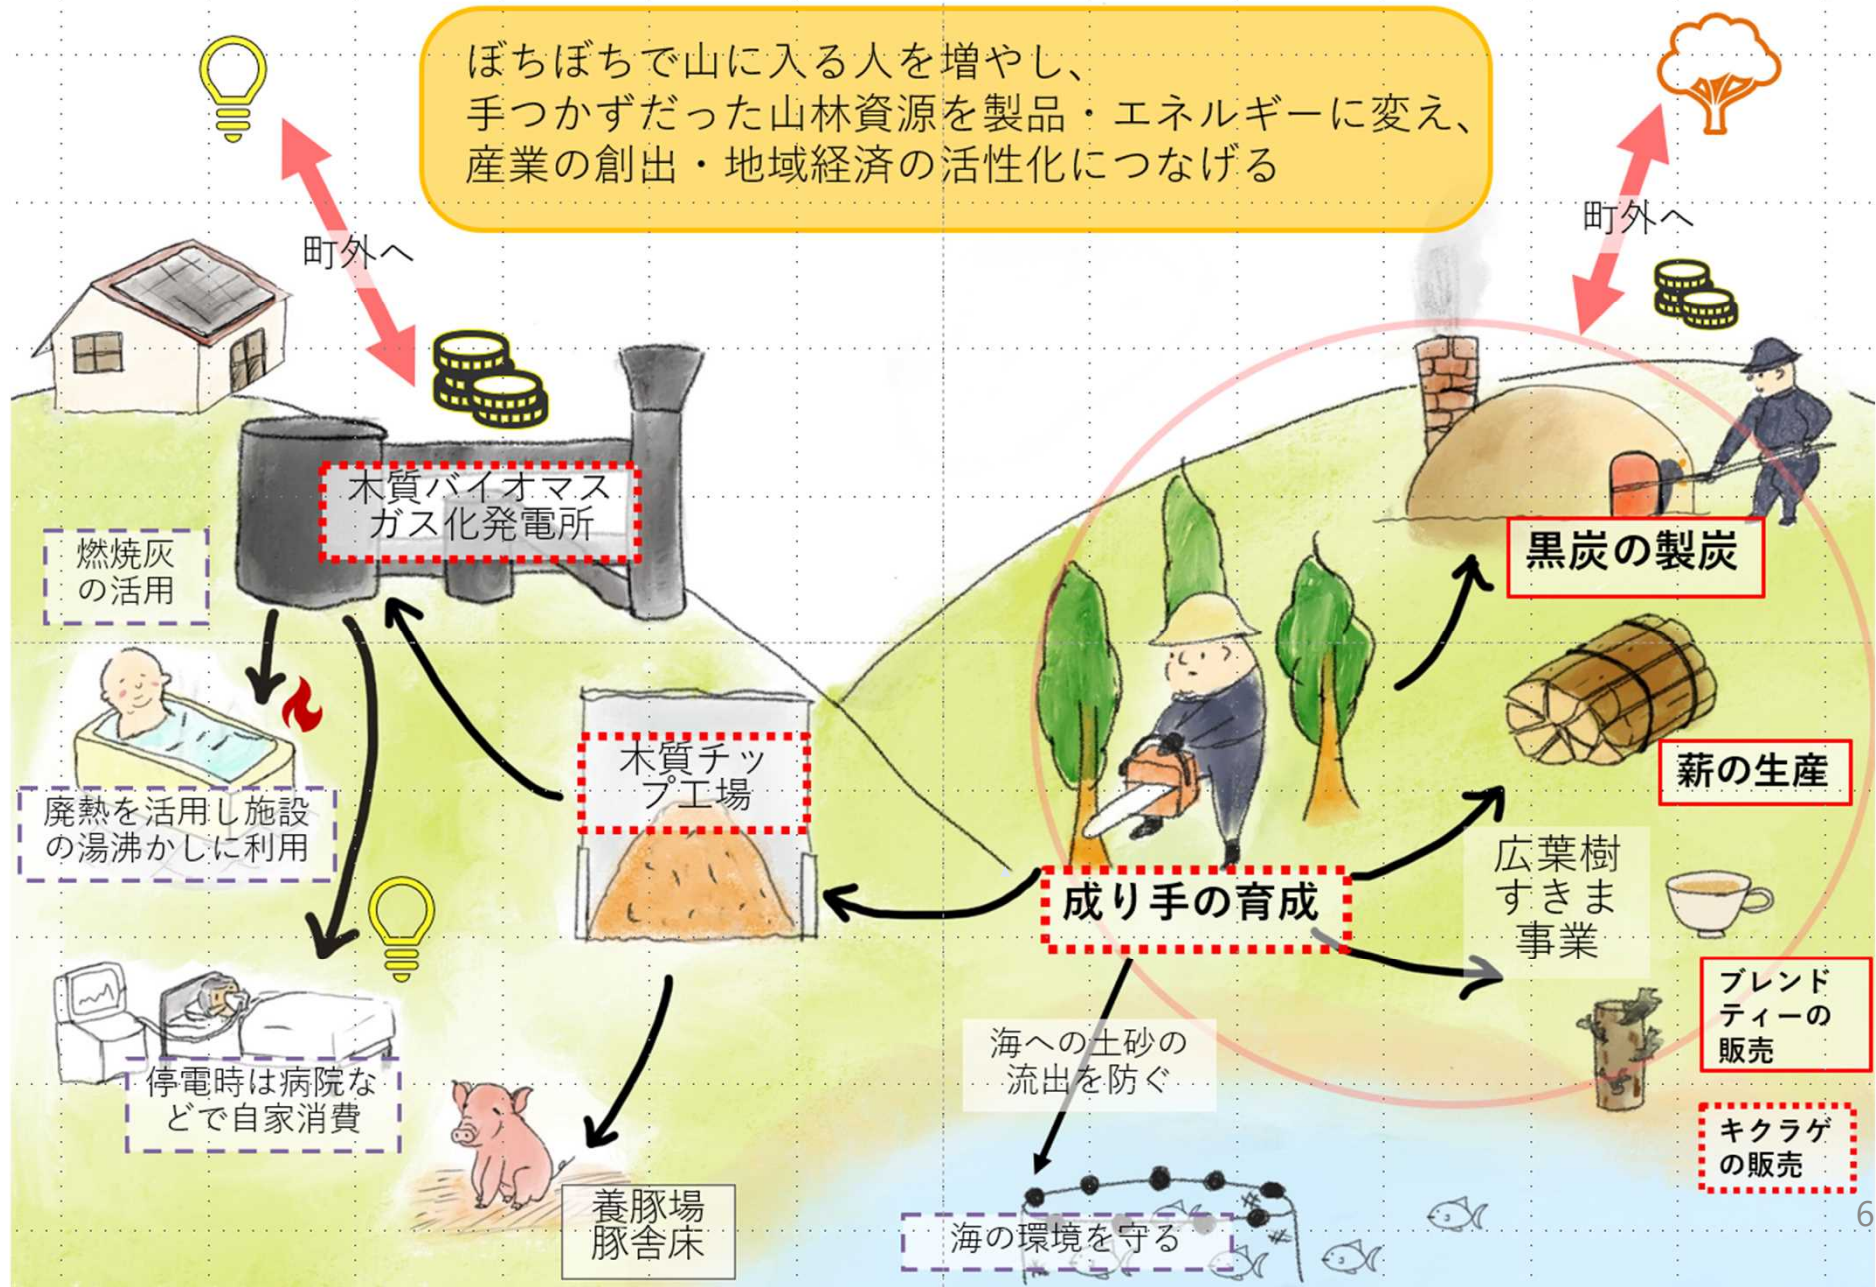 ぼちぼちで山に入る人を増やし、
手つかずだった山林資源を製品・エネルギーに変え、
産業の創出・地域経済の活性化につなげる
町外へ
町外へ
木質バイオマス
ガス化発電所
燃焼灰
の活用
黒炭の製炭
木質チッ
プ工場
薪の生産
廃熱を活用し施設
の湯沸かしに利用
成り手の育成
広葉樹
すきま
事業
ブレンド
ティーの
販売
海への土砂の
流出を防ぐ
停電時は病院な
どで自家消費
キクラゲ
の販売
養豚場
豚舎床
海の環境を守る
6